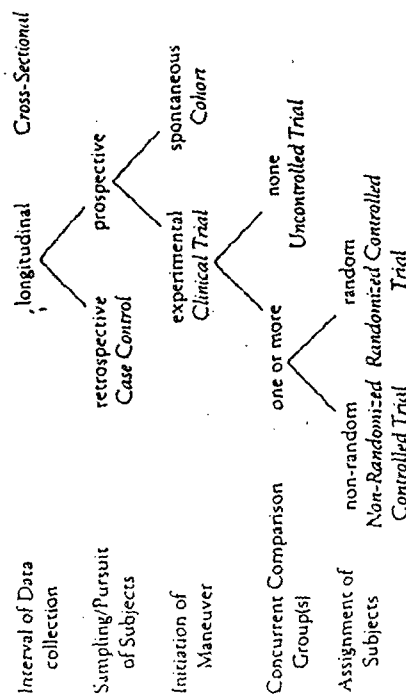 Interval of Data
collection
longitudinal
Cross-Sectional
Sampling/Pursuit
of Subjects
retrospective
Case Control
prospective
Initiation of
Maneuver
experimental
Clinical Trial
spontaneous
Cohort
Concurrent Comparison
Group(s)
one or more
none
Uncontrolled Trial
Assignment of
Subjects
non-random
Non-Randomized
Controlled Trial
random
Randomized Controlled
Trial